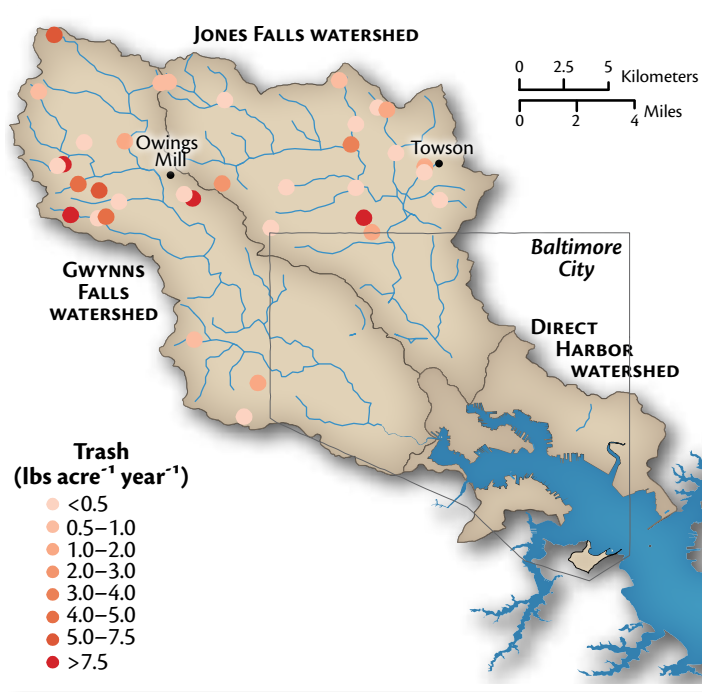 JONES FALLS WATERSHED
0 2.5 5 Kilometers
0 2 4 Miles
Owings
Mill
Towson
Baltimore
City
GWYNNS
FALLS
WATERSHED
DIRECT
HARBOR
WATERSHED
Trash
(lbs acre⁻¹ year⁻¹)
<0.5
0.5–1.0
1.0–2.0
2.0–3.0
3.0–4.0
4.0–5.0
5.0–7.5
>7.5